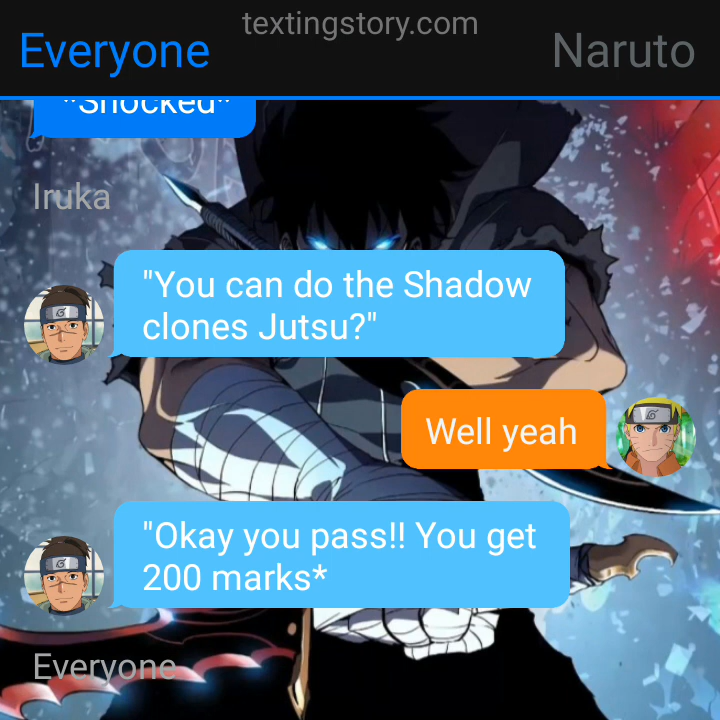 textingstory.com
Everyone
Naruto
*Shocked*
Iruka
"You can do the Shadow
clones Jutsu?"
Well yeah
"Okay you pass!! You get
200 marks*
Everyone